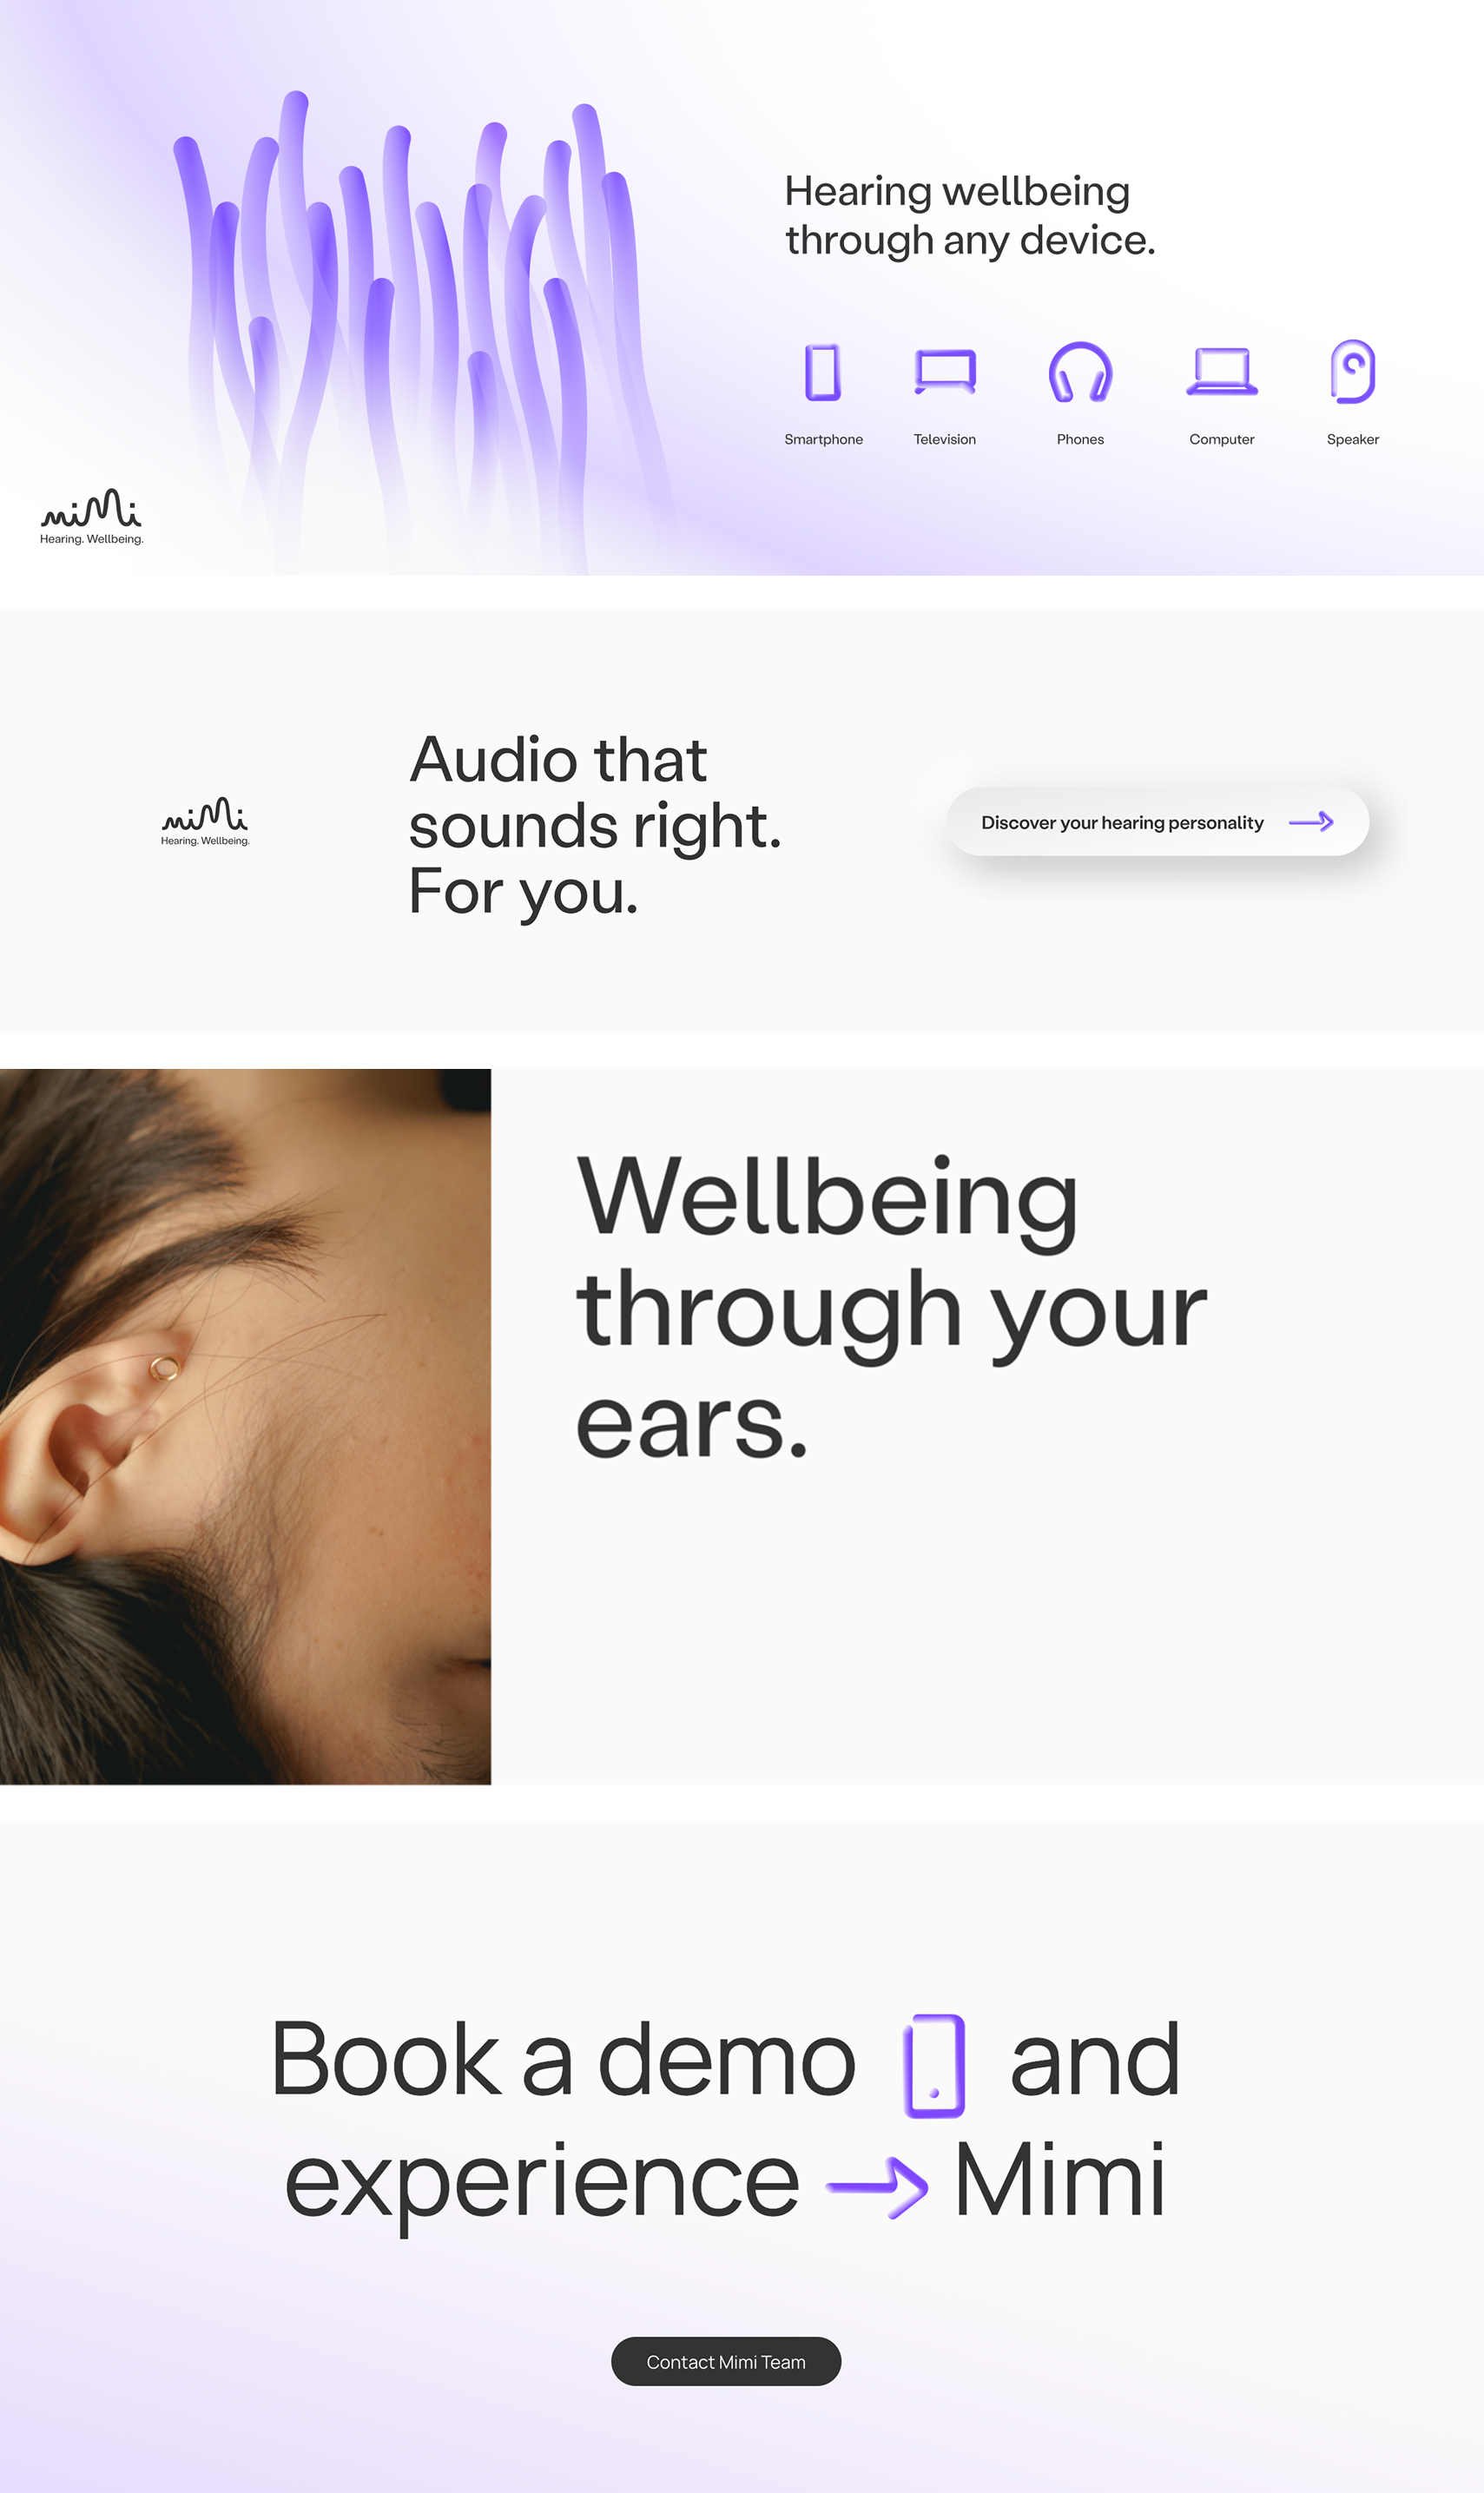 Hearing wellbeing
through any device.
Smartphone
Television
Phones
Computer
Speaker
miMi
Hearing. Wellbeing.
miMi
Hearing. Wellbeing.
Audio that
sounds right.
For you.
Discover your hearing personality
Wellbeing
through your
ears.
Book a demo and
experience Mimi
Contact Mimi Team